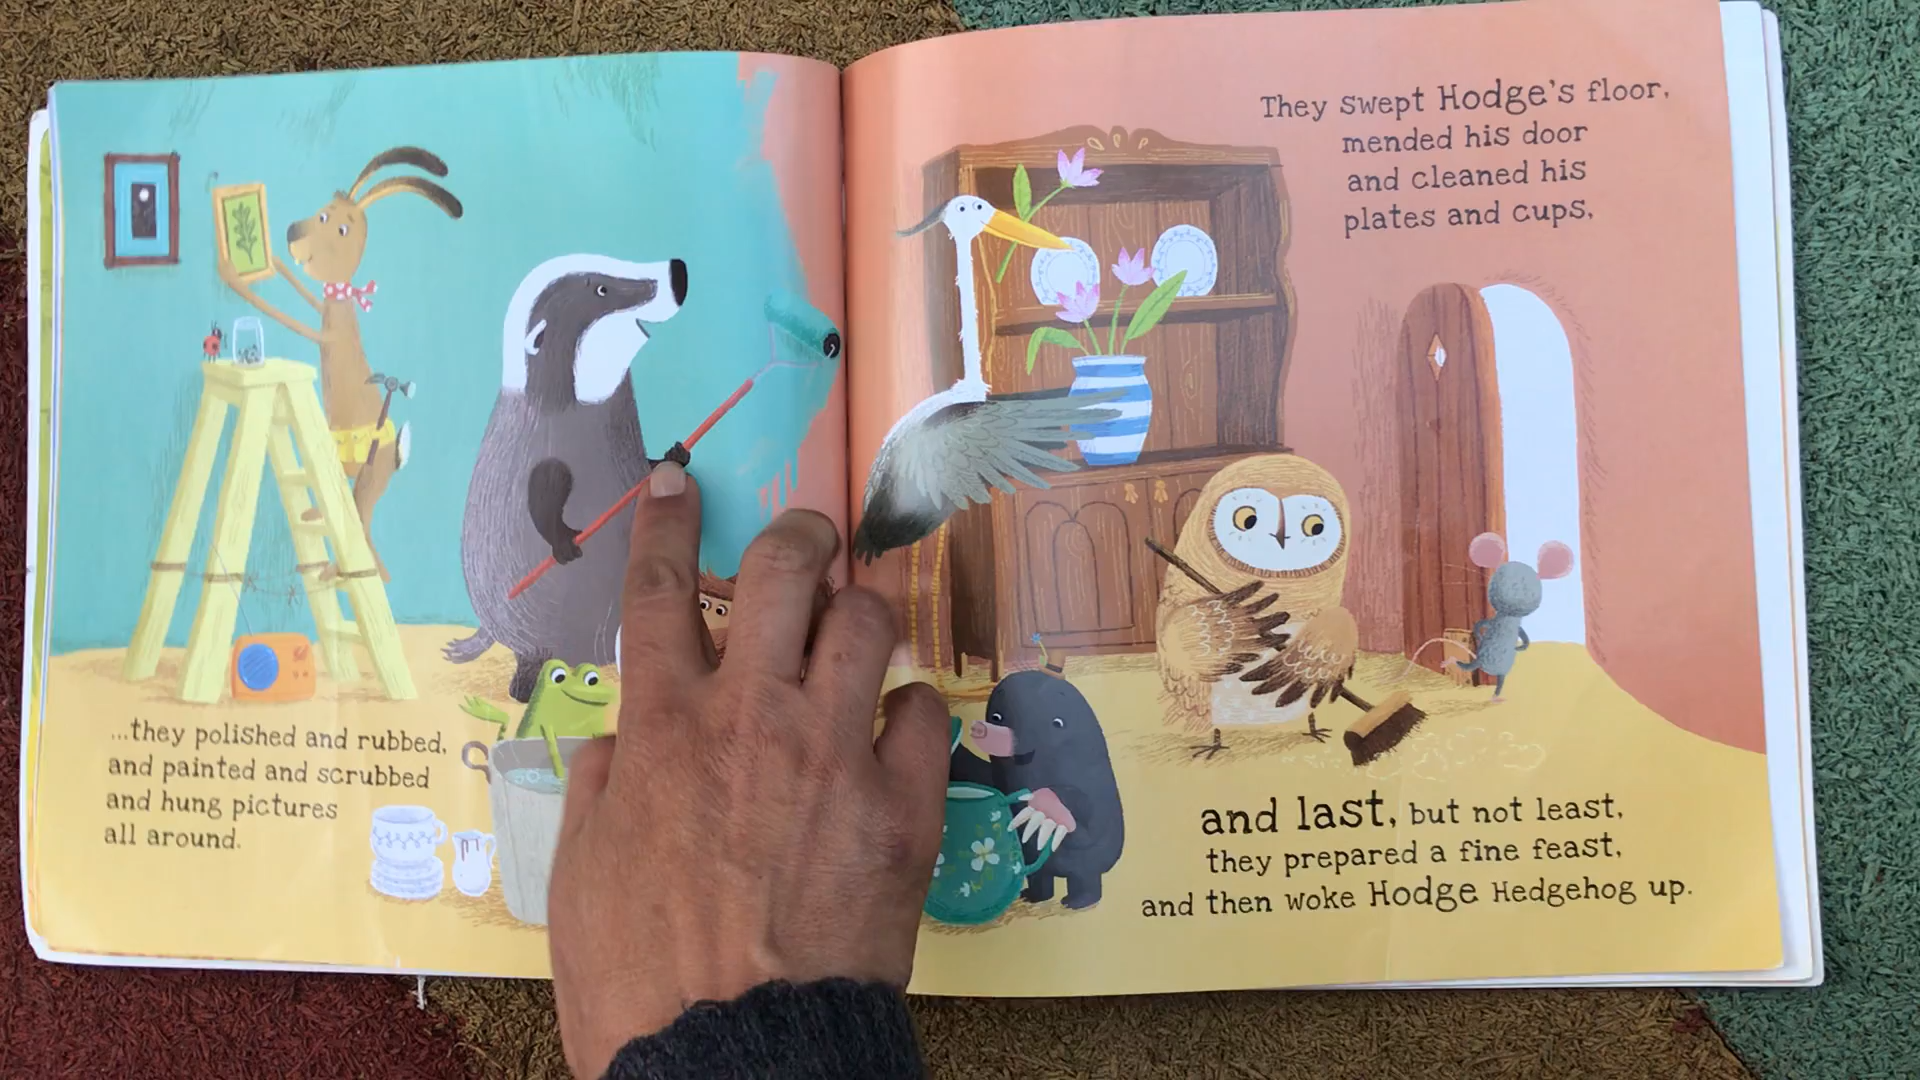 ...they polished and rubbed,
and painted and scrubbed
and hung pictures
all around.
They swept Hodge's floor,
mended his door
and cleaned his
plates and cups,
and last, but not least,
they prepared a fine feast,
and then woke Hodge Hedgehog up.